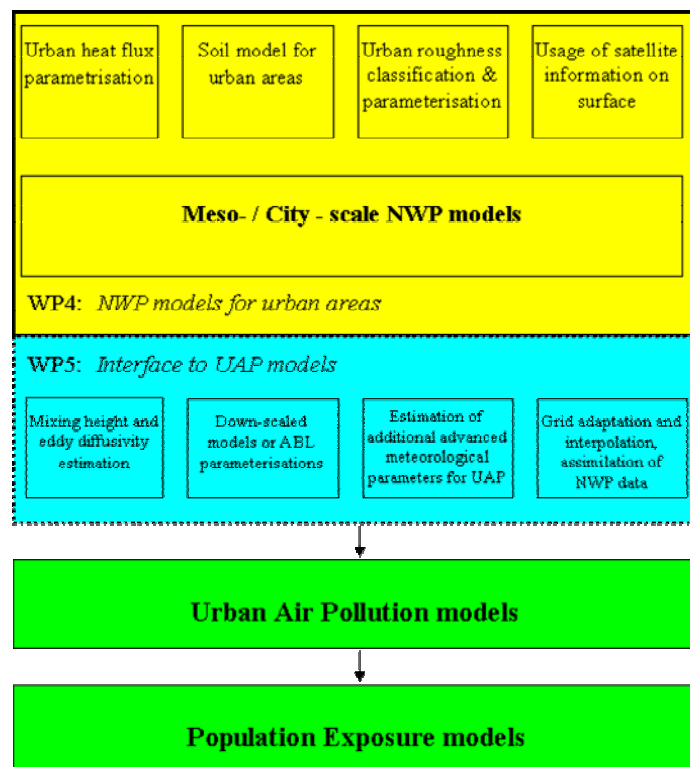 Urban heat flux
parametrisation
Soil model for
urban areas
Urban roughness
classification &
parameterisation
Usage of satellite
information on
surface
Meso- / City - scale NWP models
WP4: NWP models for urban areas
WP5: Interface to UAP models
Mixing height and
eddy diffusivity
estimation
Down-scaled
models or ABL
parameterisations
Estimation of
additional advanced
meteorological
parameters for UAP
Grid adaptation and
interpolation,
assimilation of
NWP data
Urban Air Pollution models
Population Exposure models